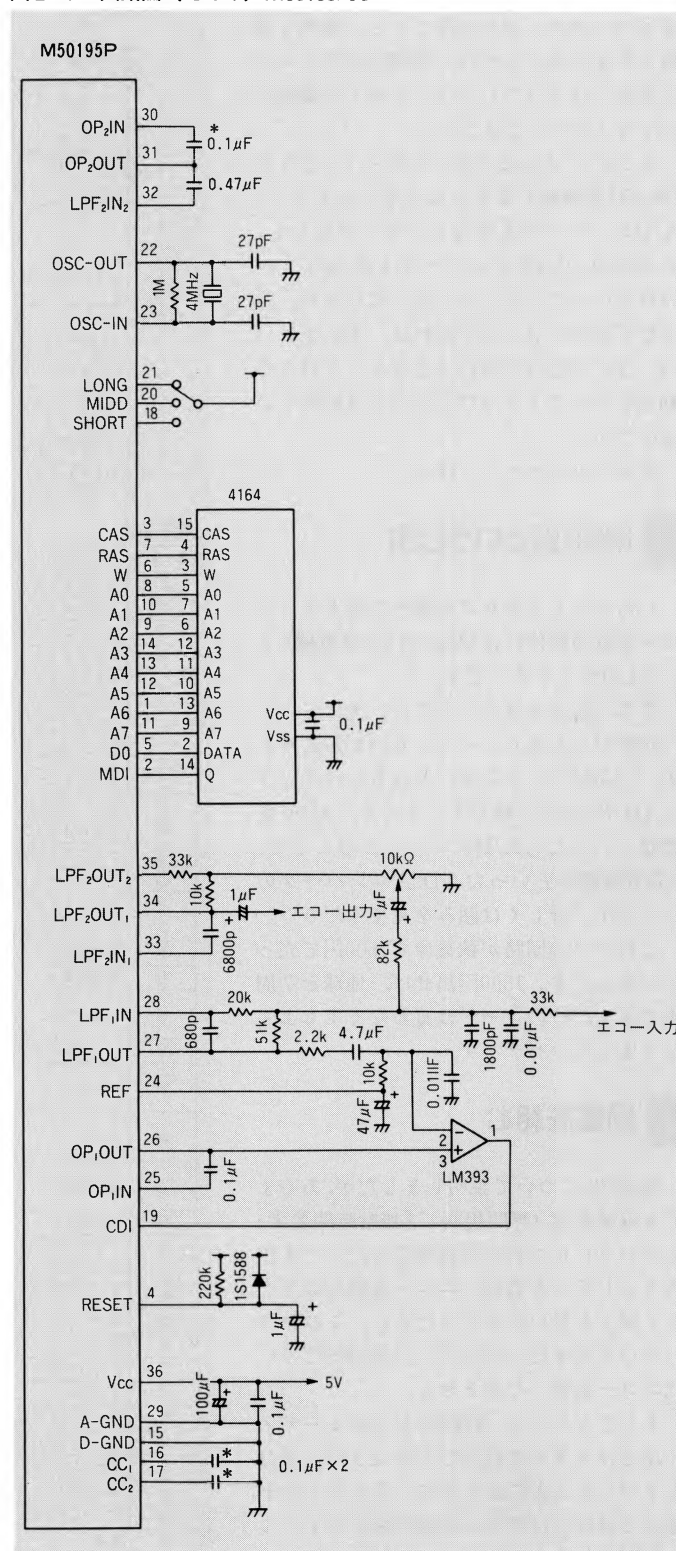 M50195P
OP₂IN 30
* 0.1μF
OP₂OUT 31
0.47μF
LPF₂IN₂ 32
OSC-OUT 22
27pF
1M
4MHz
27pF
OSC-IN 23
LONG 21
MIDD 20
SHORT 18
4164
CAS 3 15 CAS
RAS 7 4 RAS
W 6 3 W
A0 8 5 A0
A1 10 7 A1
A2 9 6 A2
A3 14 12 A3
A4 13 11 A4
A5 12 10 A5
A6 1 13 A6
A7 11 9 A7
D0 5 2 DATA
MDI 2 14 Q
Vcc
0.1μF
Vss
LPF₂OUT₂ 35 33k
10kΩ
10k
LPF₂OUT₁ 34
1μF
エコー出力
1μF
6800p
82k
LPF₂IN₁ 33
LPF₁IN 28
20k
33k
エコー入力
680p
51k
1800pF
0.01μF
LPF₁OUT 27
2.2k
4.7μF
10k
REF 24
47μF
OP₁OUT 26
2 − 1
3 +
LM393
0.1μF
OP₁IN 25
CDI 19
220k
1S1588
RESET 4
1μF
Vcc 36
5V
100μF
0.1μF
A-GND 29
D-GND 15
CC₁ 16 *
0.1μF×2
CC₂ 17 *